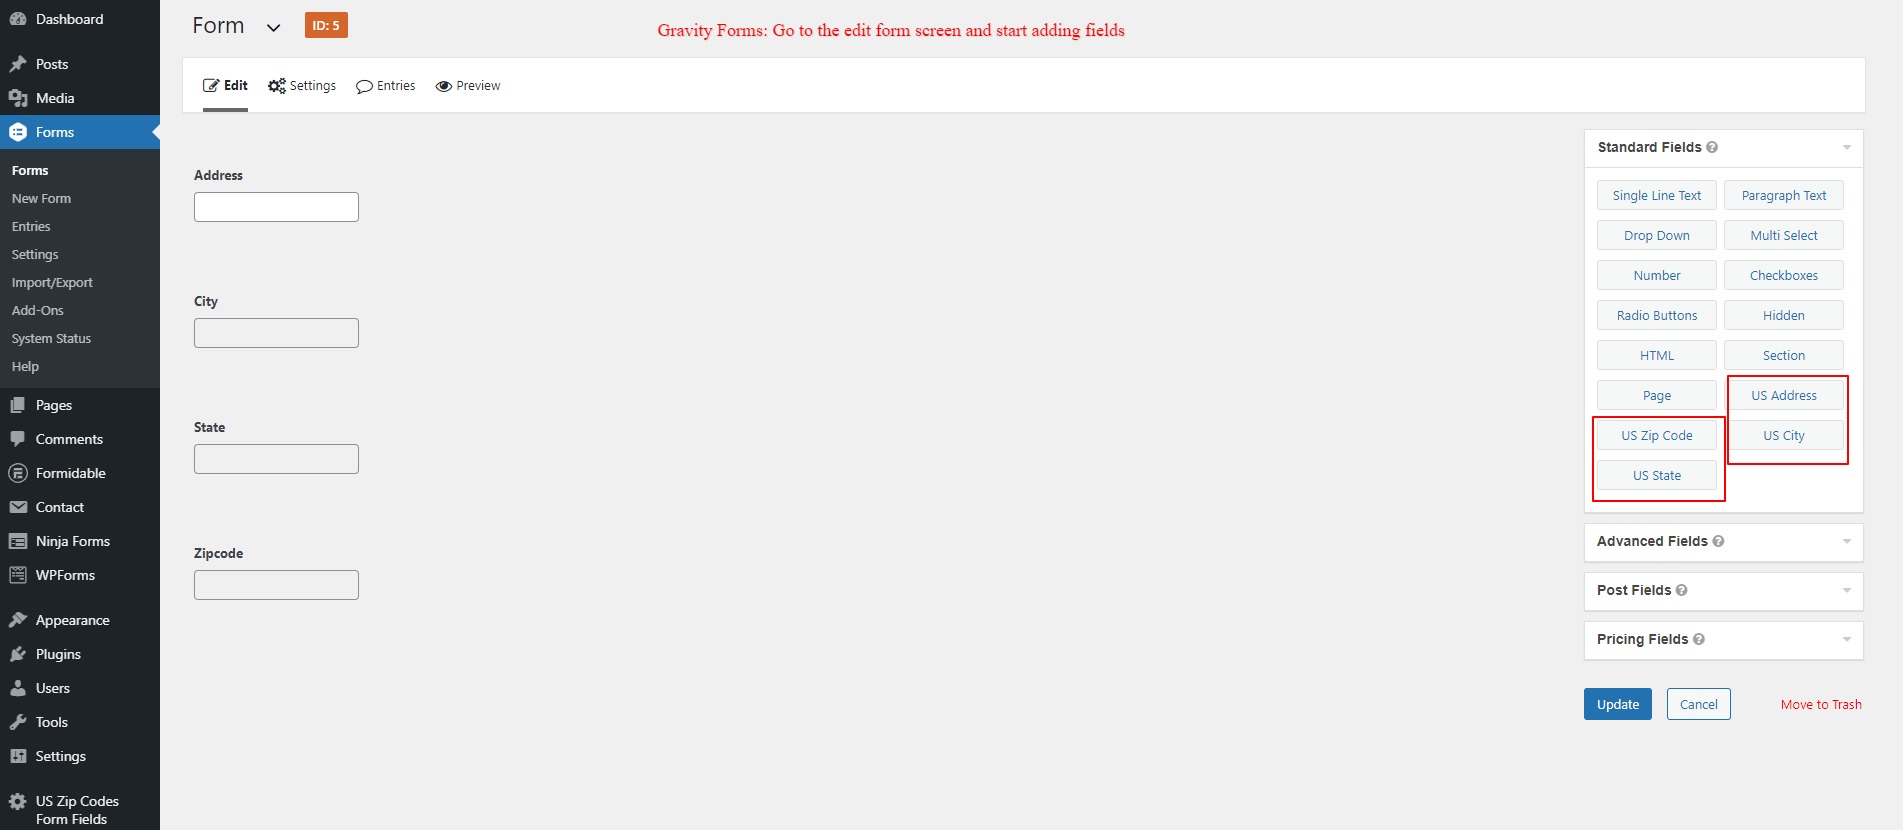 Dashboard
Posts
Media
Forms
Forms
New Form
Entries
Settings
Import/Export
Add-Ons
System Status
Help
Pages
Comments
Formidable
Contact
Ninja Forms
WPForms
Appearance
Plugins
Users
Tools
Settings
US Zip Codes
Form Fields
Form ID: 5
Gravity Forms: Go to the edit form screen and start adding fields
Edit Settings Entries Preview
Address
City
State
Zipcode
Standard Fields ?
Single Line Text Paragraph Text
Drop Down Multi Select
Number Checkboxes
Radio Buttons Hidden
HTML Section
Page US Address
US Zip Code US City
US State
Advanced Fields ?
Post Fields ?
Pricing Fields ?
Update Cancel Move to Trash